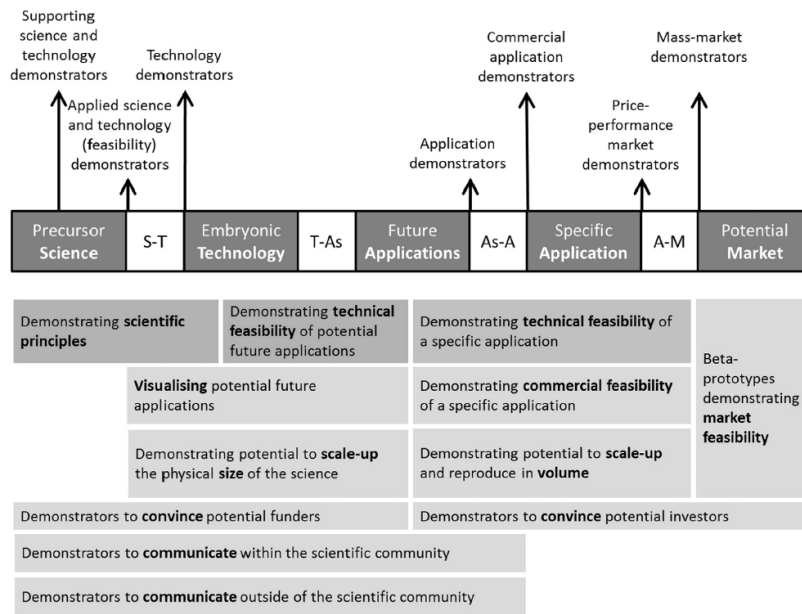 Supporting
science and
technology
demonstrators
Technology
demonstrators
Applied science
and technology
(feasibility)
demonstrators
Application
demonstrators
Commercial
application
demonstrators
Price-
performance
market
demonstrators
Mass-market
demonstrators
Precursor
Science
S-T
Embryonic
Technology
T-As
Future
Applications
As-A
Specific
Application
A-M
Potential
Market
Demonstrating scientific
principles
Demonstrating technical
feasibility of potential
future applications
Demonstrating technical feasibility of
a specific application
Beta-
prototypes
demonstrating
market
feasibility
Visualising potential future
applications
Demonstrating commercial feasibility
of a specific application
Demonstrating potential to scale-up
the physical size of the science
Demonstrating potential to scale-up
and reproduce in volume
Demonstrators to convince potential funders
Demonstrators to convince potential investors
Demonstrators to communicate within the scientific community
Demonstrators to communicate outside of the scientific community